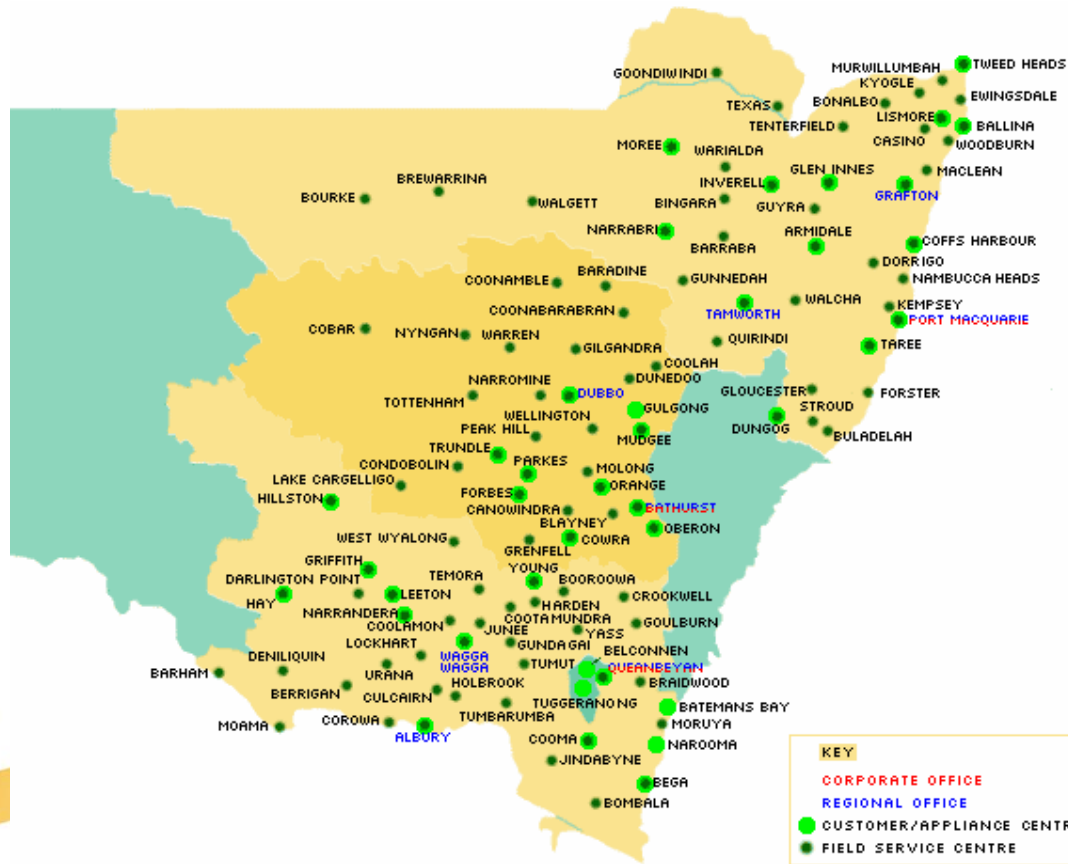 GOONDIWINDI
MURWILLUMBAH
TWEED HEADS
KYOGLE
TEXAS
BONALBO
EWINGSDALE
LISMORE
TENTERFIELD
BALLINA
CASINO
WOODBURN
MOREE
WARIALDA
GLEN INNES
MACLEAN
INVERELL
BREWARRINA
BOURKE
WALGETT
BINGARA
GRAFTON
GUYRA
NARRABRI
BARRABA
ARMIDALE
COFFS HARBOUR
DORRIGO
COONAMBLE
BARADINE
GUNNEDAH
NAMBUCCA HEADS
COONABARABRAN
WALCHA
KEMPSEY
TAMWORTH
PORT MACQUARIE
COBAR
NYNGAN
WARREN
QUIRINDI
GILGANDRA
TAREE
COOLAH
NARROMINE
DUNEDOO
GLOUCESTER
FORSTER
TOTTENHAM
DUBBO
WELLINGTON
GULGONG
STROUD
PEAK HILL
MUDGEE
DUNGOG
BULADELAH
TRUNDLE
CONDOBOLIN
PARKES
MOLONG
LAKE CARGELLIGO
ORANGE
HILLSTON
FORBES
CANOWINDRA
BATHURST
BLAYNEY
OBERON
WEST WYALONG
COWRA
GRENFELL
GRIFFITH
YOUNG
DARLINGTON POINT
TEMORA
BOOROOWA
HAY
LEETON
CROOKWELL
NARRANDERA
HARDEN
COOTAMUNDRA
COOLAMON
JUNEE
YASS
GOULBURN
LOCKHART
GUNDAGAI
BELCONNEN
WAGGA
WAGGA
DENILIQUIN
TUMUT
QUEANBEYAN
BARHAM
URANA
BRAIDWOOD
BERRIGAN
CULCAIRN
HOLBROOK
TUGGERANONG
BATEMANS BAY
TUMBARUMBA
MOAMA
COROWA
MORUYA
ALBURY
COOMA
NAROOMA
JINDABYNE
BEGA
BOMBALA
KEY
CORPORATE OFFICE
REGIONAL OFFICE
CUSTOMER/APPLIANCE CENTR
FIELD SERVICE CENTRE